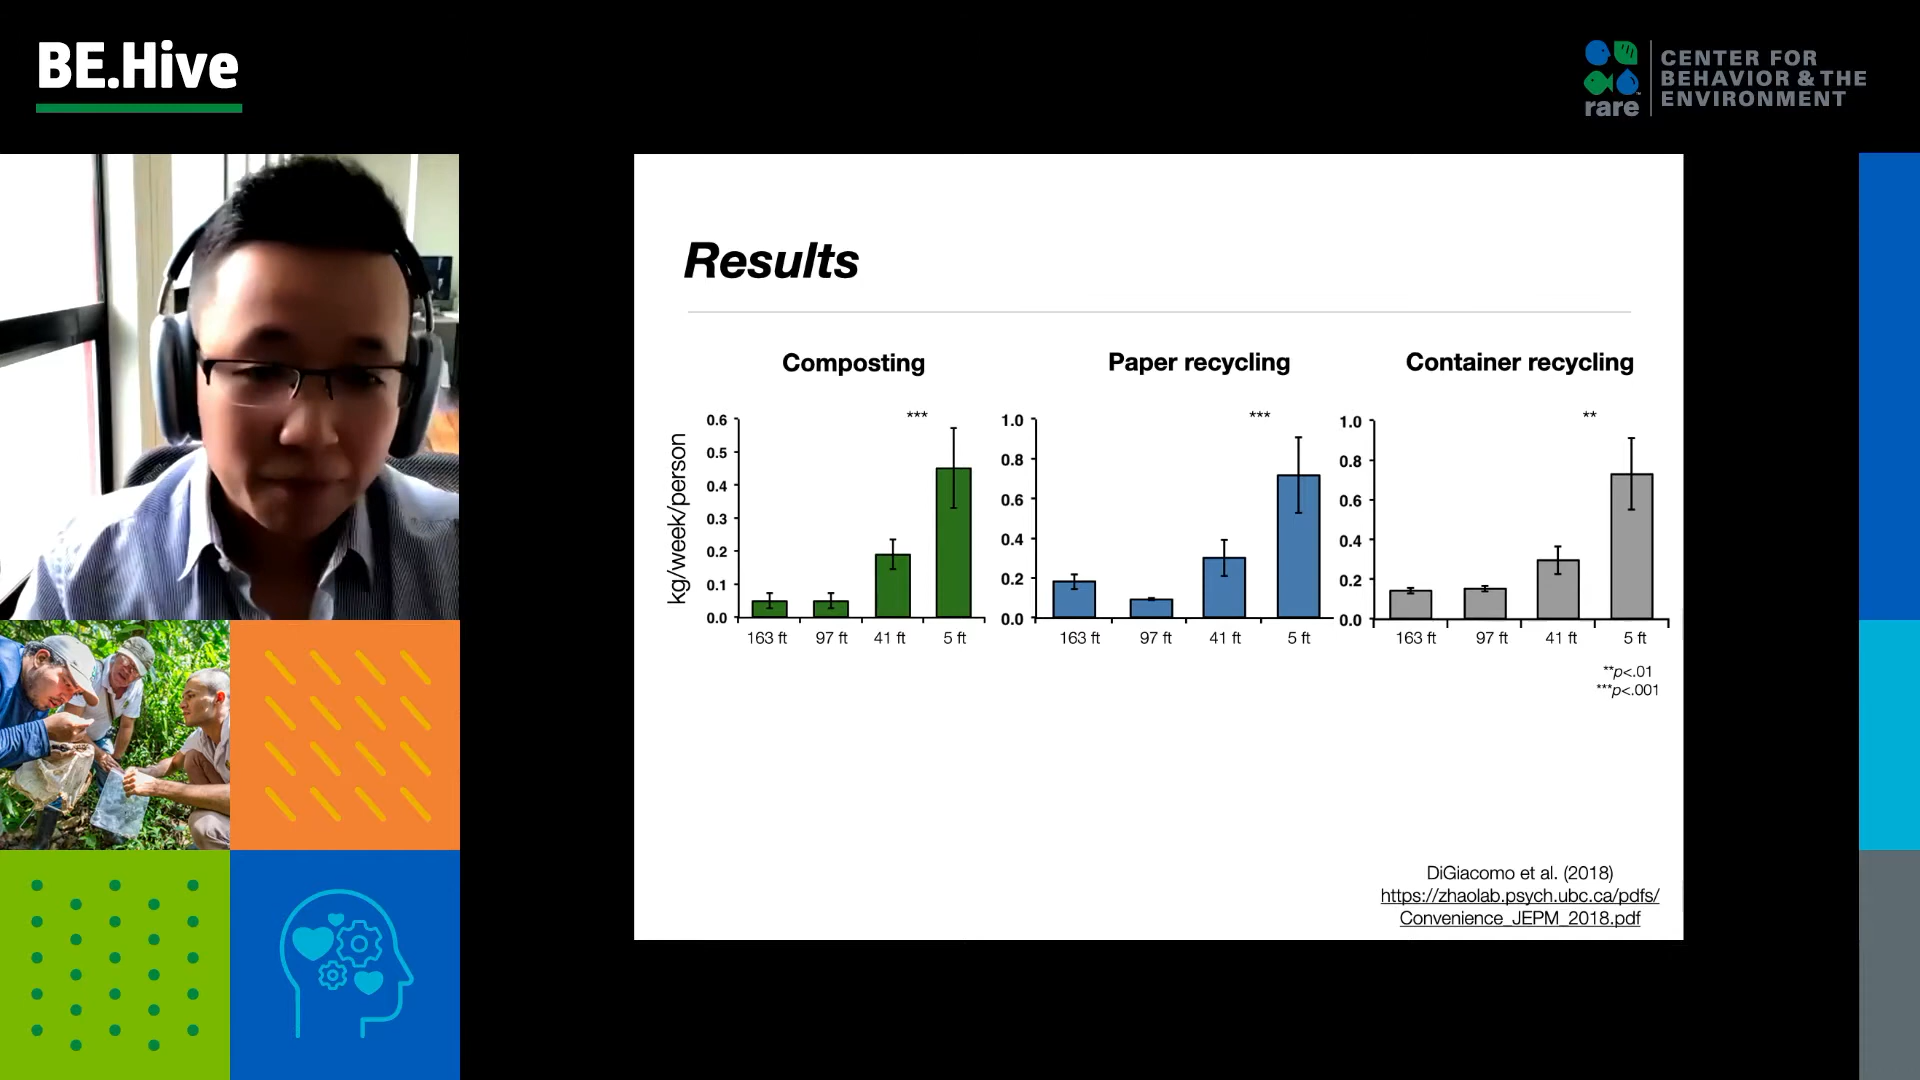 BE.Hive
rare
CENTER FOR
BEHAVIOR & THE
ENVIRONMENT
Results
Composting
Paper recycling
Container recycling
kg/week/person
0.6
0.5
0.4
0.3
0.2
0.1
0.0
***
163 ft 97 ft 41 ft 5 ft
1.0
0.8
0.6
0.4
0.2
0.0
***
163 ft 97 ft 41 ft 5 ft
1.0
0.8
0.6
0.4
0.2
0.0
**
163 ft 97 ft 41 ft 5 ft
**p<.01
***p<.001
DiGiacomo et al. (2018)
https://zhaolab.psych.ubc.ca/pdfs/
Convenience_JEPM_2018.pdf